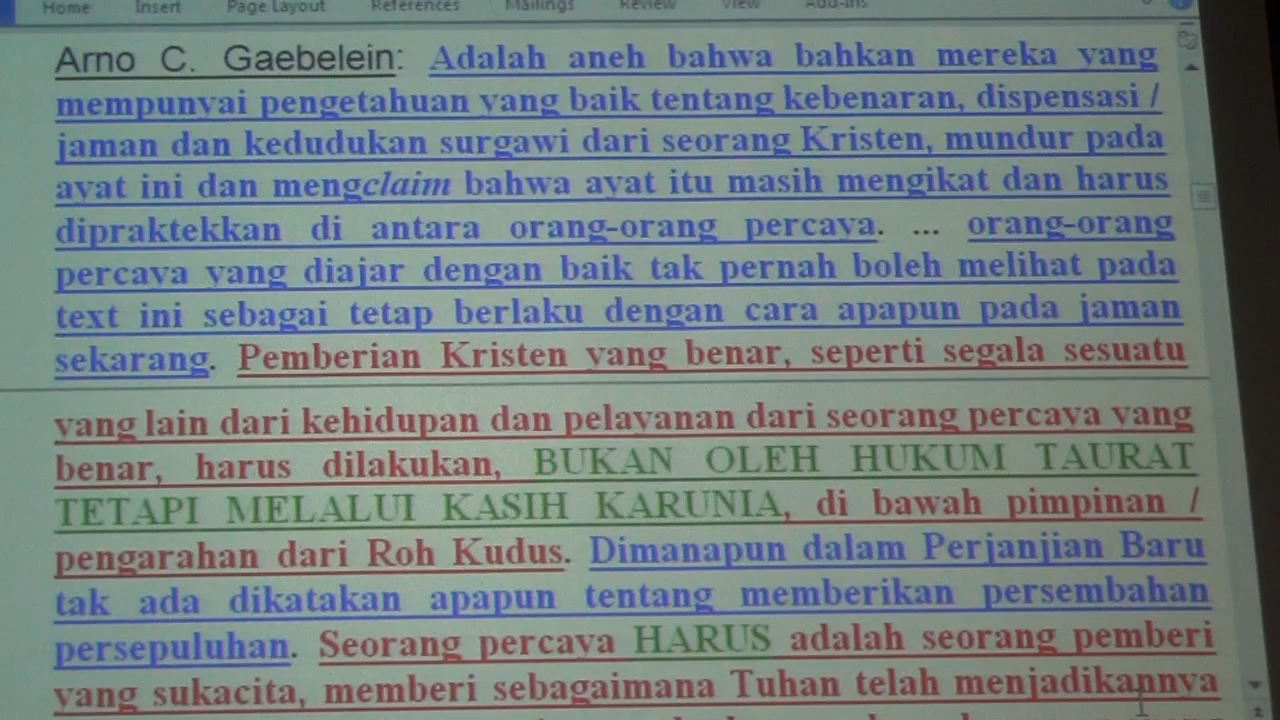 Home Insert Page Layout References Mailings Review View Add-Ins
Arno C. Gaebelein: Adalah aneh bahwa bahkan mereka yang
mempunyai pengetahuan yang baik tentang kebenaran, dispensasi /
jaman dan kedudukan surgawi dari seorang Kristen, mundur pada
ayat ini dan mengclaim bahwa ayat itu masih mengikat dan harus
dipraktekkan di antara orang-orang percaya. ... orang-orang
percaya yang diajar dengan baik tak pernah boleh melihat pada
text ini sebagai tetap berlaku dengan cara apapun pada jaman
sekarang. Pemberian Kristen yang benar, seperti segala sesuatu
yang lain dari kehidupan dan pelayanan dari seorang percaya yang
benar, harus dilakukan, BUKAN OLEH HUKUM TAURAT
TETAPI MELALUI KASIH KARUNIA, di bawah pimpinan /
pengarahan dari Roh Kudus. Dimanapun dalam Perjanjian Baru
tak ada dikatakan apapun tentang memberikan persembahan
persepuluhan. Seorang percaya HARUS adalah seorang pemberi
yang sukacita, memberi sebagaimana Tuhan telah menjadikannya